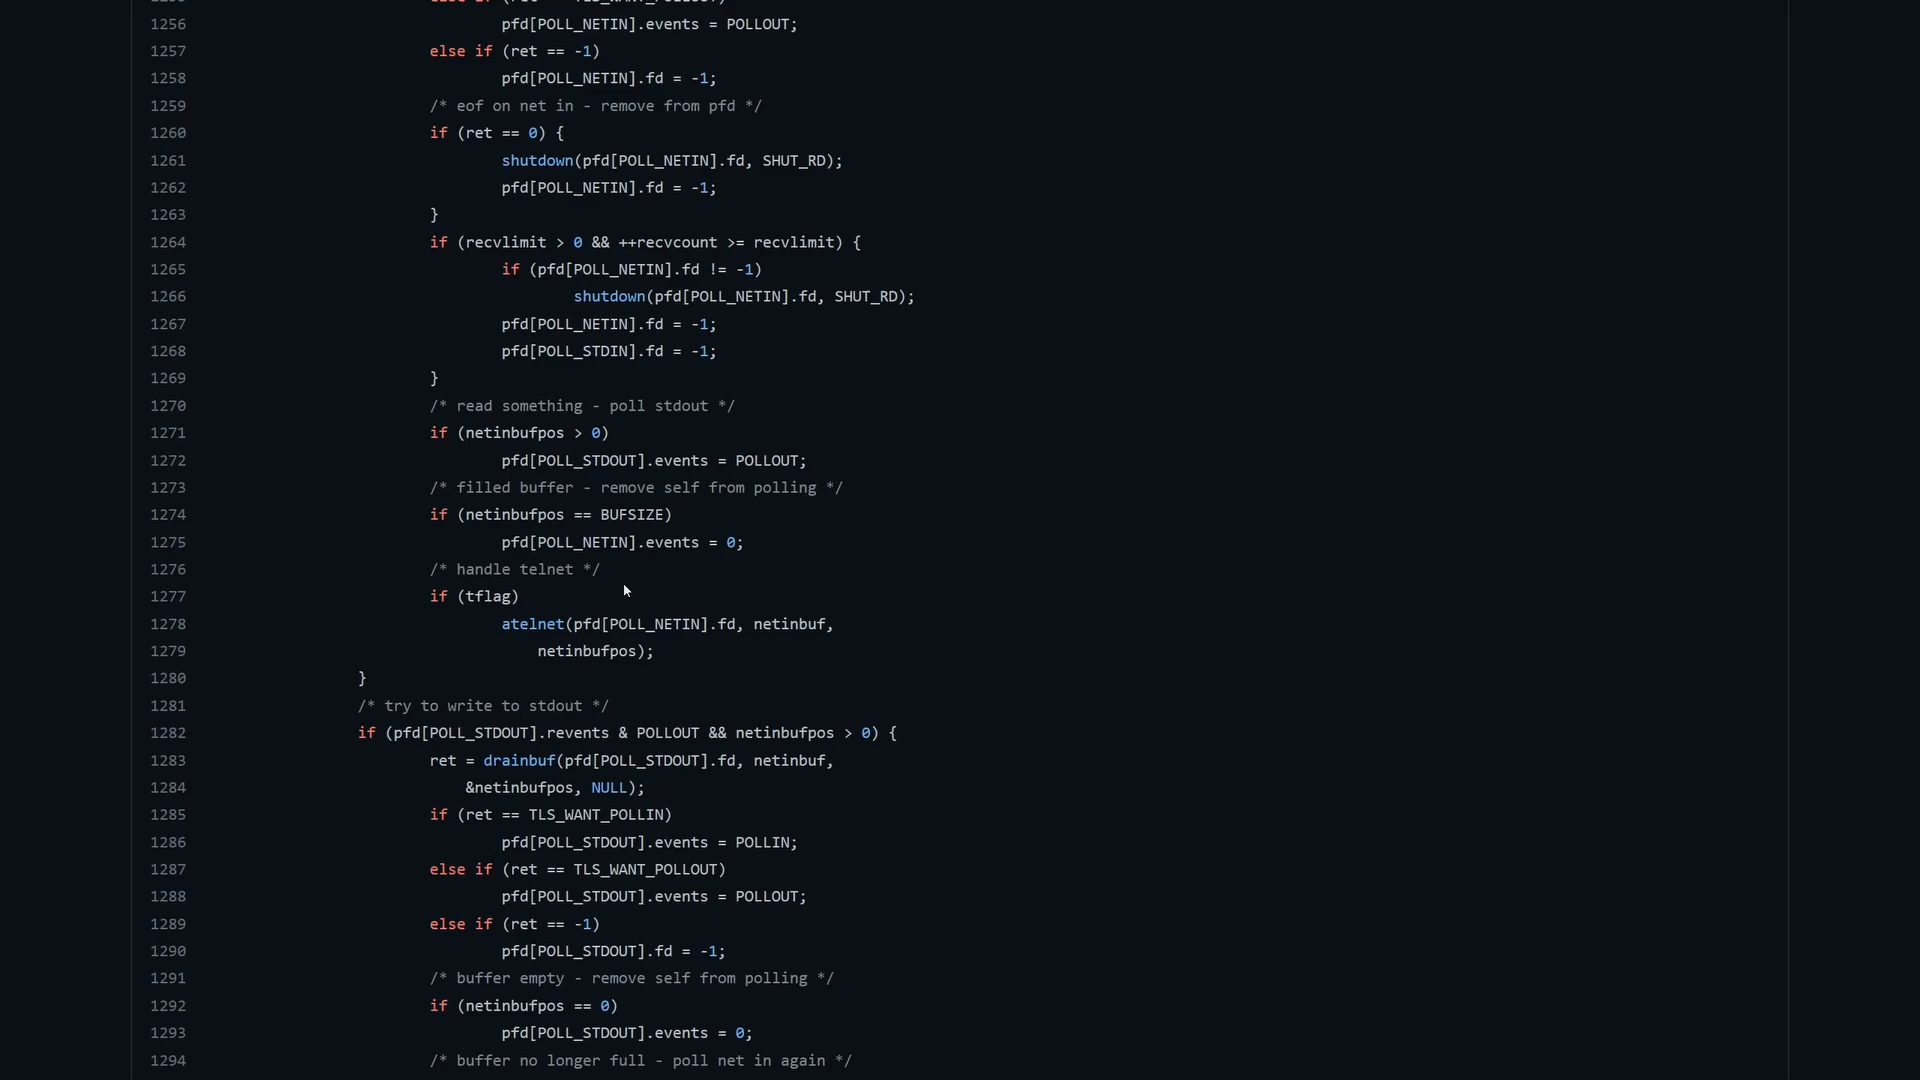 1256 pfd[POLL_NETIN].events = POLLOUT;
1257 else if (ret == -1)
1258 pfd[POLL_NETIN].fd = -1;
1259 /* eof on net in - remove from pfd */
1260 if (ret == 0) {
1261 shutdown(pfd[POLL_NETIN].fd, SHUT_RD);
1262 pfd[POLL_NETIN].fd = -1;
1263 }
1264 if (recvlimit > 0 && ++recvcount >= recvlimit) {
1265 if (pfd[POLL_NETIN].fd != -1)
1266 shutdown(pfd[POLL_NETIN].fd, SHUT_RD);
1267 pfd[POLL_NETIN].fd = -1;
1268 pfd[POLL_STDIN].fd = -1;
1269 }
1270 /* read something - poll stdout */
1271 if (netinbufpos > 0)
1272 pfd[POLL_STDOUT].events = POLLOUT;
1273 /* filled buffer - remove self from polling */
1274 if (netinbufpos == BUFSIZE)
1275 pfd[POLL_NETIN].events = 0;
1276 /* handle telnet */
1277 if (tflag)
1278 atelnet(pfd[POLL_NETIN].fd, netinbuf,
1279 netinbufpos);
1280 }
1281 /* try to write to stdout */
1282 if (pfd[POLL_STDOUT].revents & POLLOUT && netinbufpos > 0) {
1283 ret = drainbuf(pfd[POLL_STDOUT].fd, netinbuf,
1284 &netinbufpos, NULL);
1285 if (ret == TLS_WANT_POLLIN)
1286 pfd[POLL_STDOUT].events = POLLIN;
1287 else if (ret == TLS_WANT_POLLOUT)
1288 pfd[POLL_STDOUT].events = POLLOUT;
1289 else if (ret == -1)
1290 pfd[POLL_STDOUT].fd = -1;
1291 /* buffer empty - remove self from polling */
1292 if (netinbufpos == 0)
1293 pfd[POLL_STDOUT].events = 0;
1294 /* buffer no longer full - poll net in again */